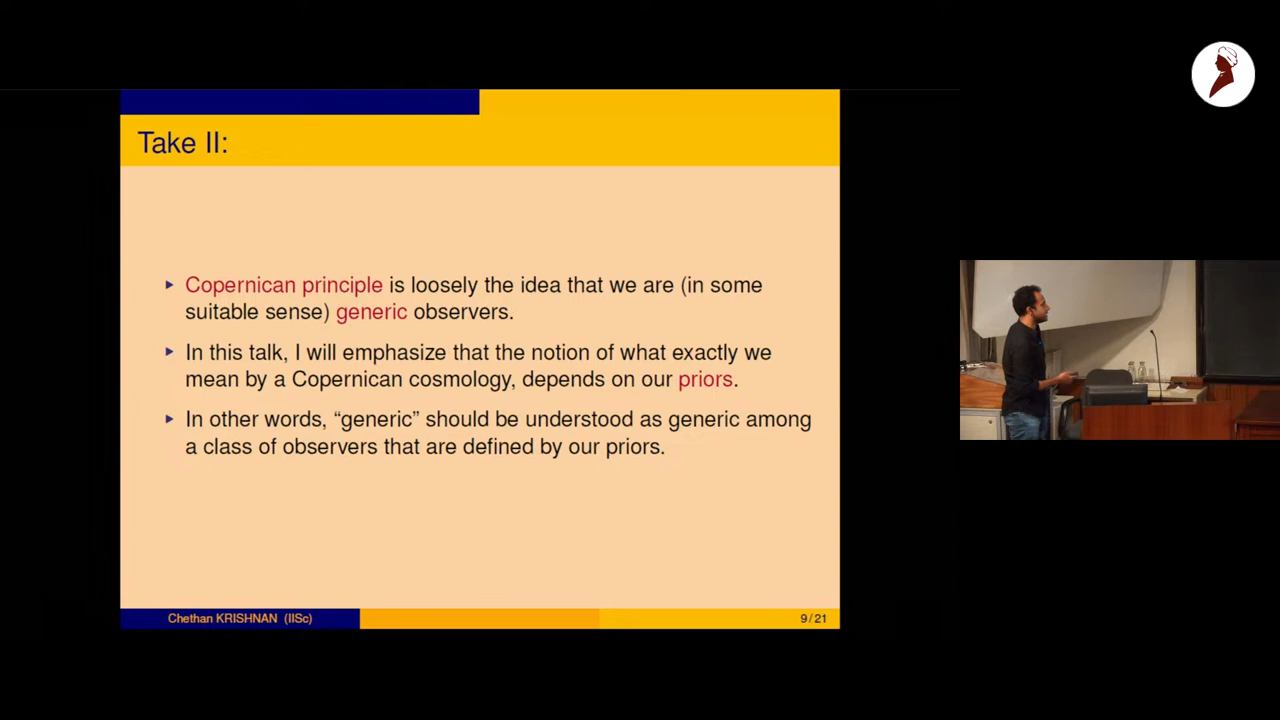 Take II:
Copernican principle is loosely the idea that we are (in some
suitable sense) generic observers.
In this talk, I will emphasize that the notion of what exactly we
mean by a Copernican cosmology, depends on our priors.
In other words, “generic” should be understood as generic among
a class of observers that are defined by our priors.
Chethan KRISHNAN (IISc)
9/21